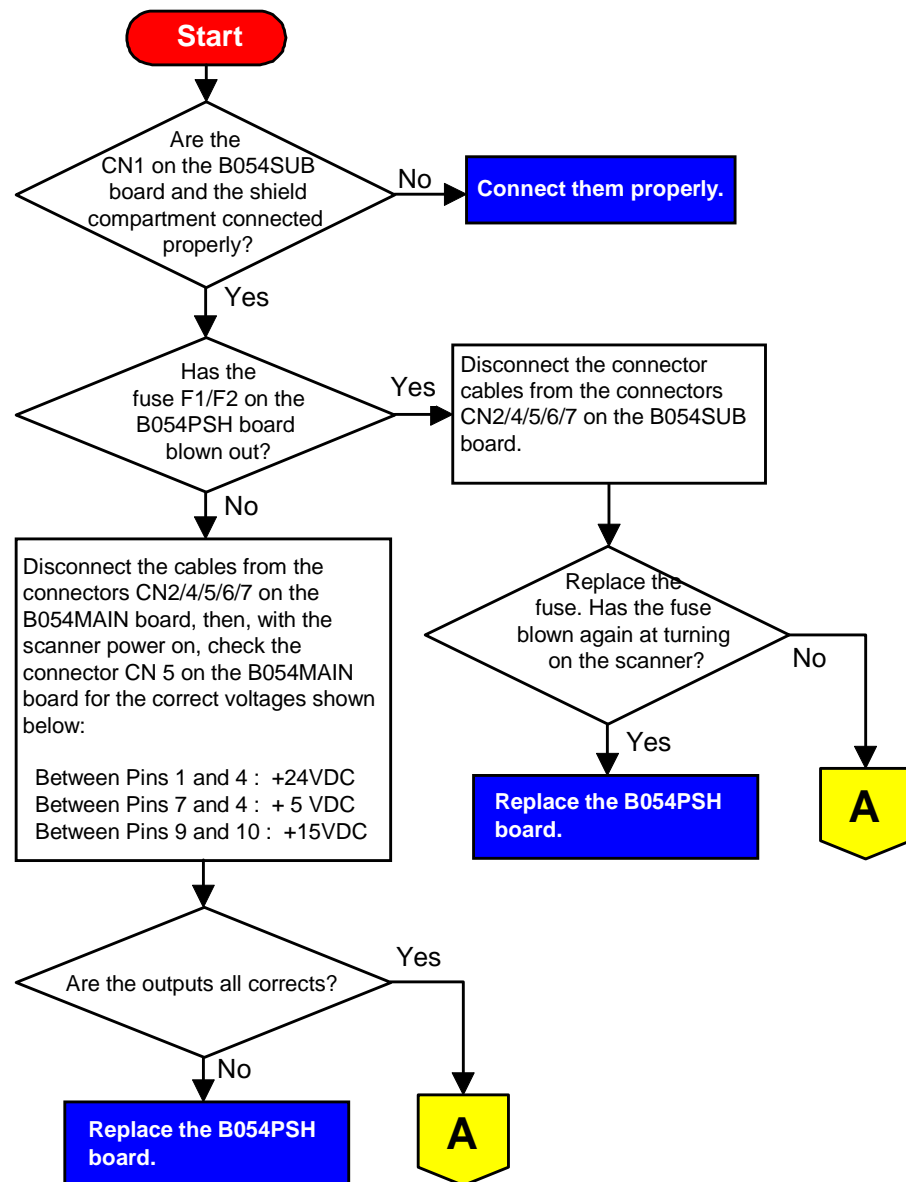 Start
Are the
CN1 on the B054SUB
board and the shield
compartment connected
properly?
No
Connect them properly.
Yes
Has the
fuse F1/F2 on the
B054PSH board
blown out?
Yes
Disconnect the connector
cables from the connectors
CN2/4/5/6/7 on the B054SUB
board.
No
Disconnect the cables from the
connectors CN2/4/5/6/7 on the
B054MAIN board, then, with the
scanner power on, check the
connector CN 5 on the B054MAIN
board for the correct voltages shown
below:
Between Pins 1 and 4 : +24VDC
Between Pins 7 and 4 : + 5 VDC
Between Pins 9 and 10 : +15VDC
Replace the
fuse. Has the fuse
blown again at turning
on the scanner?
No
Yes
Replace the B054PSH
board.
A
Are the outputs all corrects?
Yes
No
Replace the B054PSH
board.
A